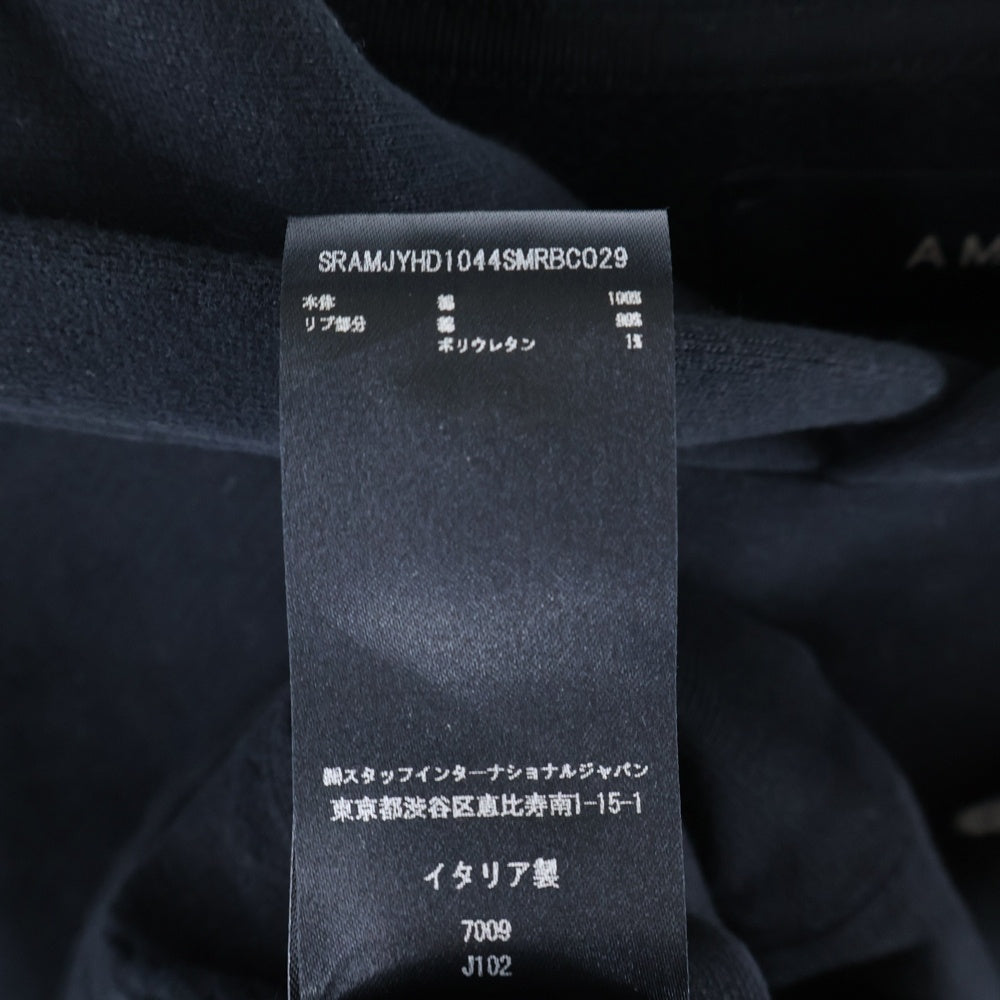 SRAMJYHD1044SMRBC029
本体 綿 100%
リブ部分 綿
ポリウレタン 1%
AM
㈱スタッフインターナショナルジャパン
東京都渋谷区恵比寿南1-15-1
イタリア製
7009
J102